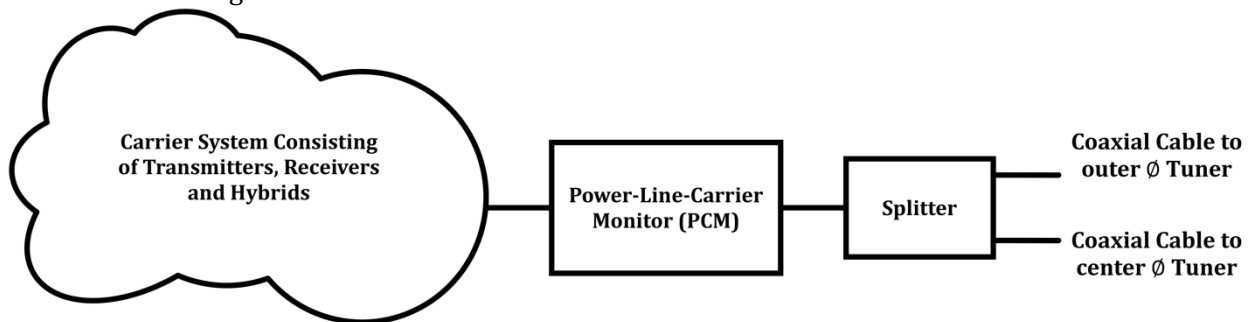 Carrier System Consisting
of Transmitters, Receivers
and Hybrids
Power-Line-Carrier
Monitor (PCM)
Splitter
Coaxial Cable to
outer Ø Tuner
Coaxial Cable to
center Ø Tuner